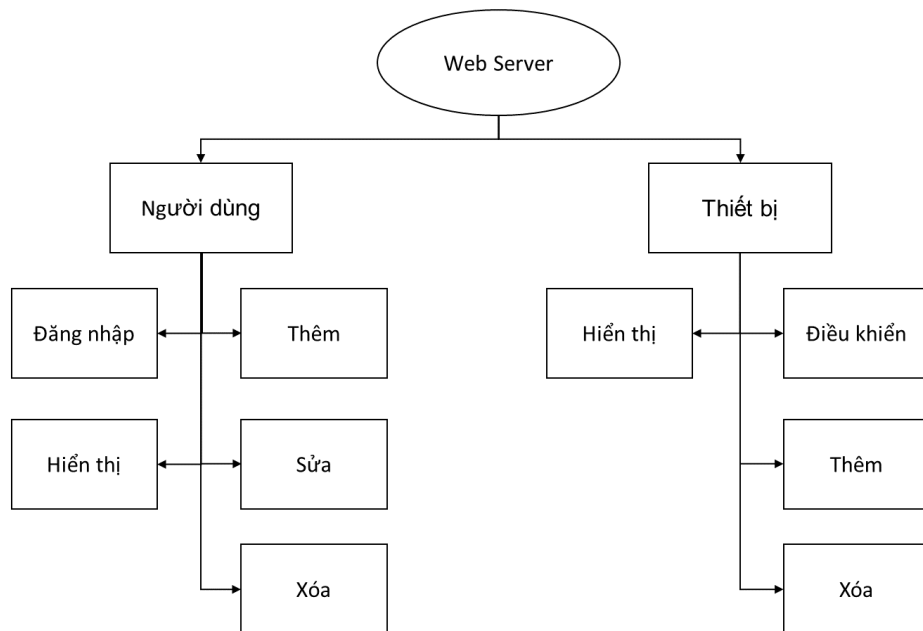 Web Server
Người dùng
Thiết bị
Đăng nhập
Thêm
Hiển thị
Điều khiển
Hiển thị
Sửa
Thêm
Xóa
Xóa